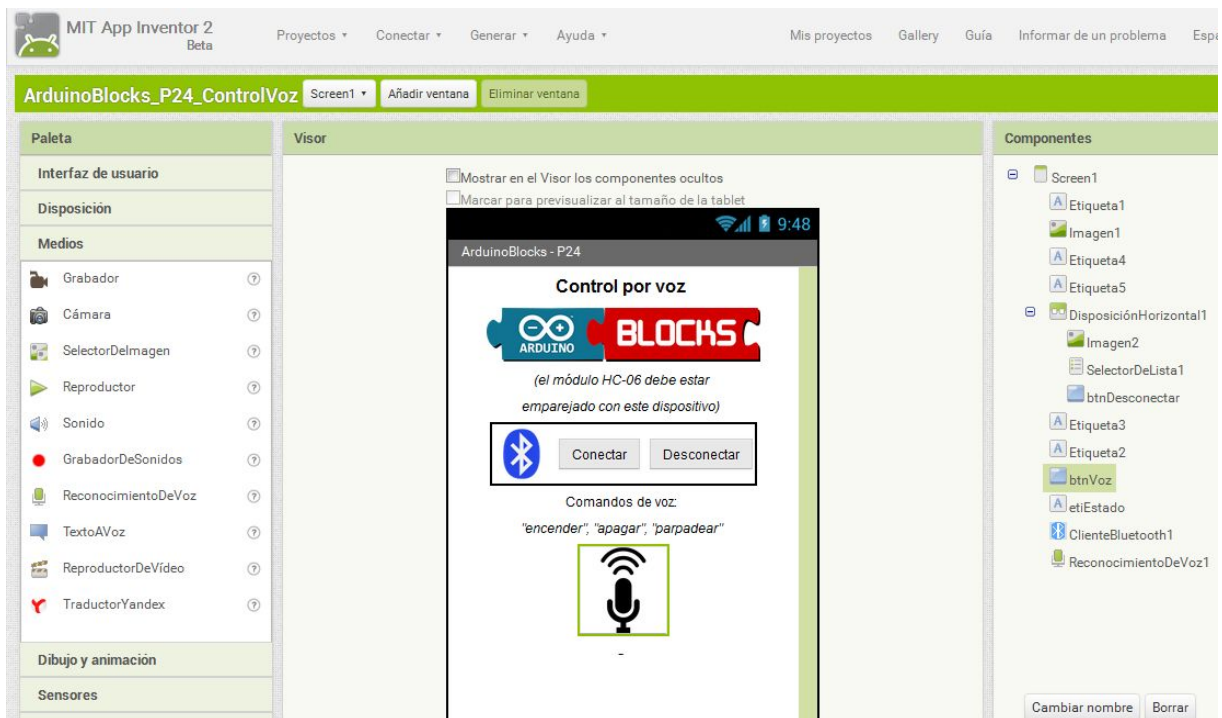 MIT App Inventor 2
Beta
Proyectos
Conectar
Generar
Ayuda
Mis proyectos
Gallery
Guía
Informar de un problema
ArduinoBlocks_P24_ControlVoz
Screen1
Añadir ventana
Eliminar ventana
Paleta
Interfaz de usuario
Disposición
Medios
Grabador ?
Cámara ?
SelectorDeImagen ?
Reproductor ?
Sonido ?
GrabadorDeSonidos ?
ReconocimientoDeVoz ?
TextoAVoz ?
ReproductorDeVídeo ?
TraductorYandex ?
Dibujo y animación
Sensores
Visor
Mostrar en el Visor los componentes ocultos
Marcar para previsualizar al tamaño de la tablet
9:48
ArduinoBlocks - P24
Control por voz
ARDUINO BLOCKS
(el módulo HC-06 debe estar
emparejado con este dispositivo)
Conectar
Desconectar
Comandos de voz:
"encender", "apagar", "parpadear"
-
Componentes
Screen1
A Etiqueta1
Imagen1
A Etiqueta4
A Etiqueta5
DisposiciónHorizontal1
Imagen2
SelectorDeLista1
btnDesconectar
A Etiqueta3
A Etiqueta2
btnVoz
A etiEstado
ClienteBluetooth1
ReconocimientoDeVoz1
Cambiar nombre
Borrar